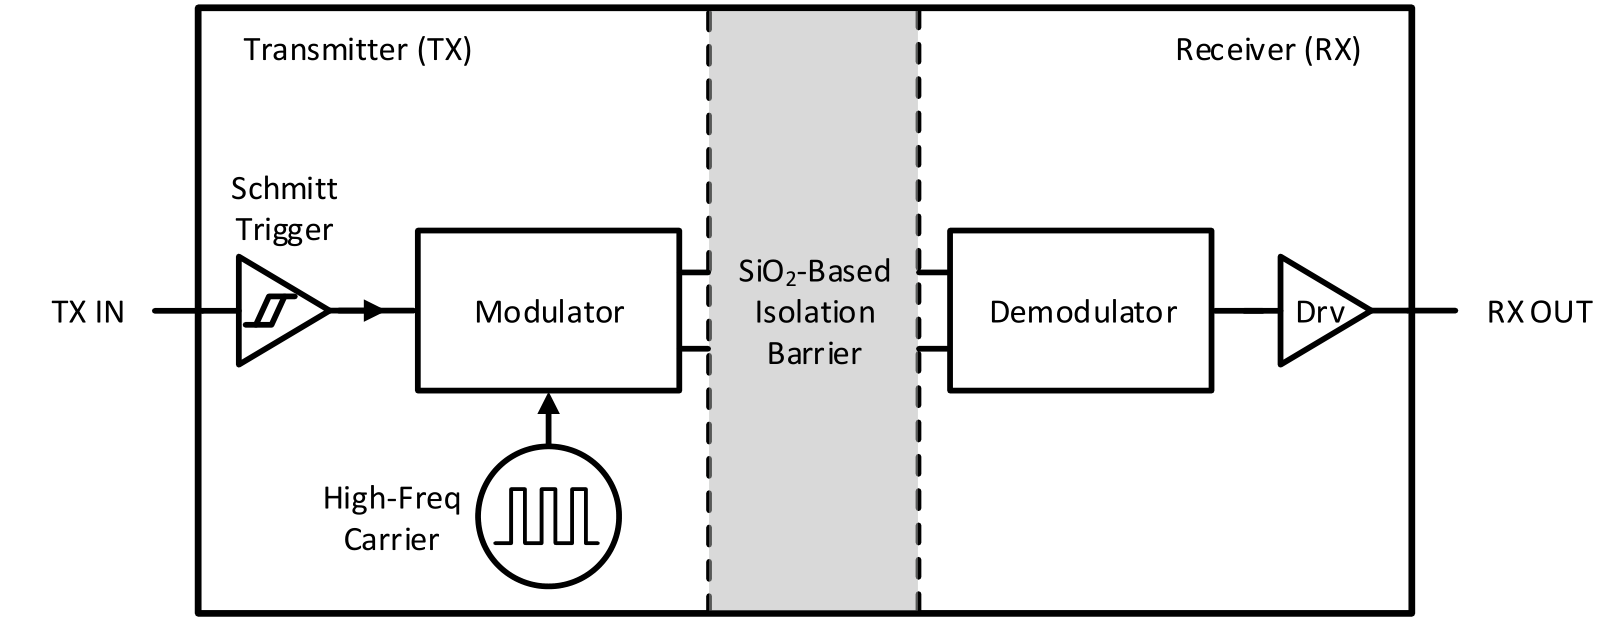 Transmitter (TX)
Receiver (RX)
Schmitt
Trigger
TX IN
Modulator
SiO₂-Based
Isolation
Barrier
Demodulator
Drv
RX OUT
High-Freq
Carrier